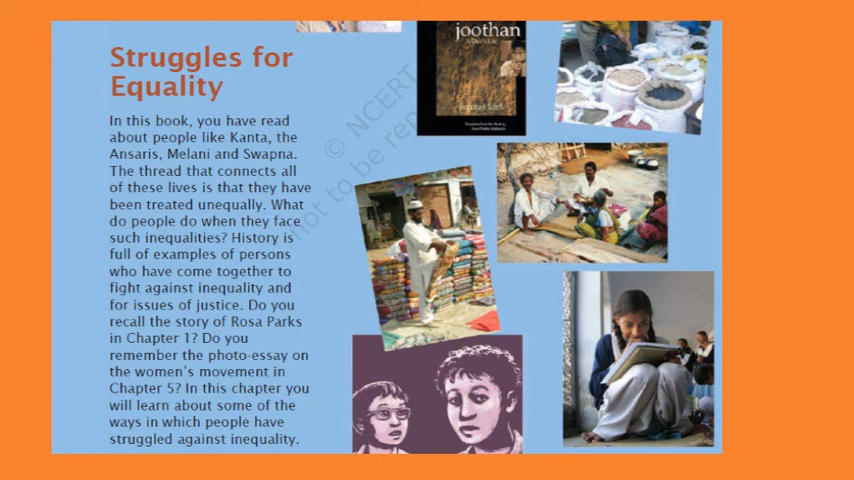 Struggles for
Equality
In this book, you have read
about people like Kanta, the
Ansaris, Melani and Swapna.
The thread that connects all
of these lives is that they have
been treated unequally. What
do people do when they face
such inequalities? History is
full of examples of persons
who have come together to
fight against inequality and
for issues of justice. Do you
recall the story of Rosa Parks
in Chapter 1? Do you
remember the photo-essay on
the women's movement in
Chapter 5? In this chapter you
will learn about some of the
ways in which people have
struggled against inequality.
joothan
© NCERT
not to be